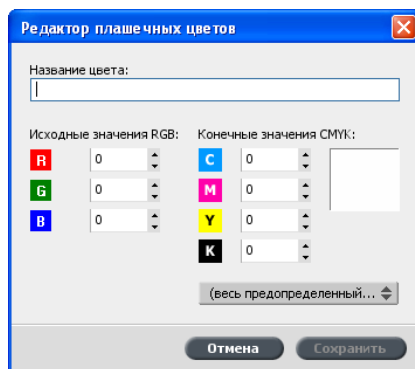 Редактор плашечных цветов
Название цвета:
Исходные значения RGB: Конечные значения CMYK:
R 0 C 0
G 0 M 0
B 0 Y 0
K 0
(весь предопределенный...
Отмена Сохранить